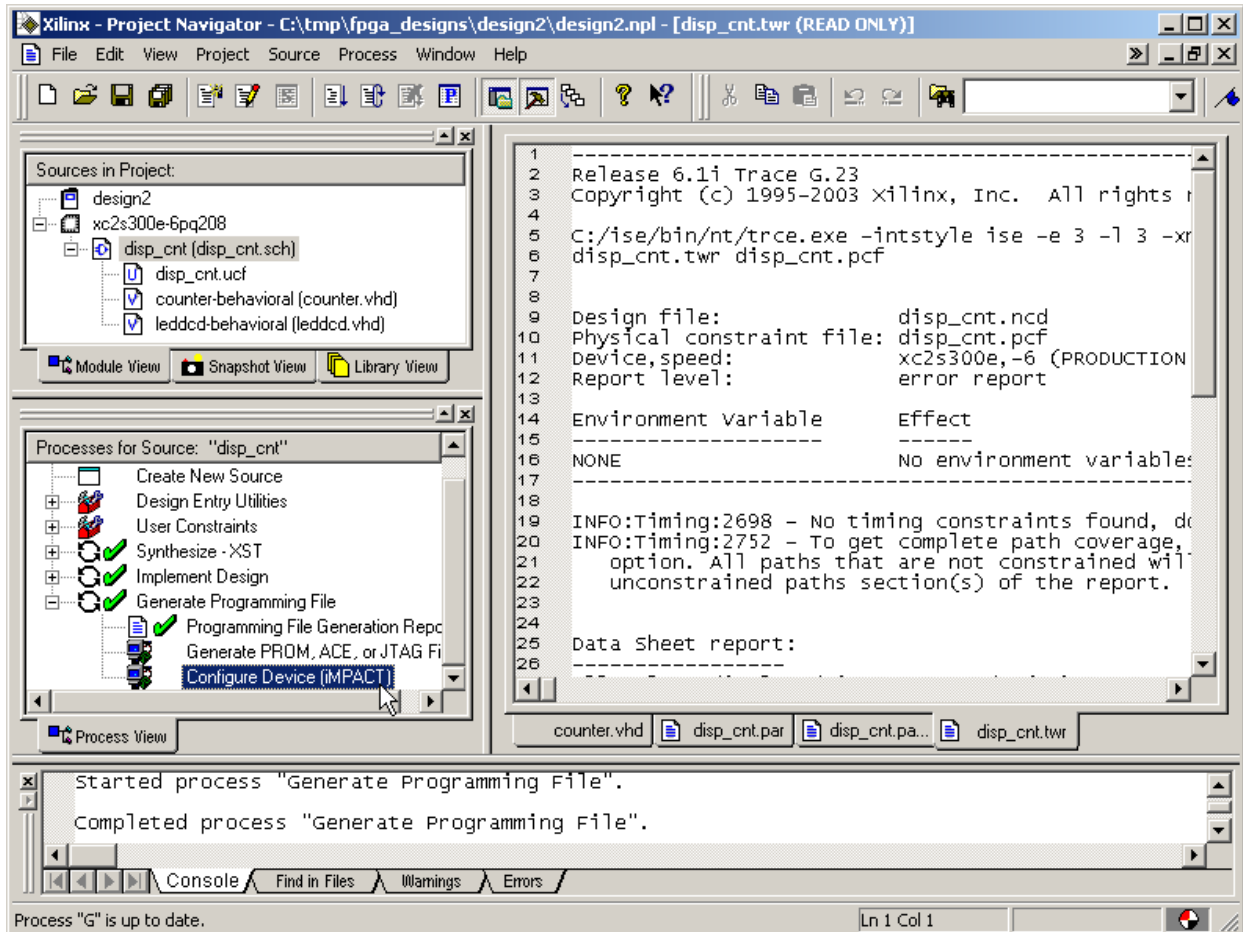 Xilinx - Project Navigator - C:\tmp\fpga_designs\design2\design2.npl - [disp_cnt.twr (READ ONLY)]
File Edit View Project Source Process Window Help
Sources in Project:
design2
xc2s300e-6pq208
disp_cnt (disp_cnt.sch)
disp_cnt.ucf
counter-behavioral (counter.vhd)
leddcd-behavioral (leddcd.vhd)
Module View Snapshot View Library View
Processes for Source: "disp_cnt"
Create New Source
Design Entry Utilities
User Constraints
Synthesize - XST
Implement Design
Generate Programming File
Programming File Generation Repo
Generate PROM, ACE, or JTAG Fi
Configure Device (iMPACT)
Process View
1 --------------------------------------------------
2 Release 6.1i Trace G.23
3 Copyright (c) 1995-2003 Xilinx, Inc.  All rights r
4
5 C:/ise/bin/nt/trce.exe -intstyle ise -e 3 -l 3 -xm
6 disp_cnt.twr disp_cnt.pcf
7
8
9 Design file:              disp_cnt.ncd
10 Physical constraint file: disp_cnt.pcf
11 Device,speed:             xc2s300e,-6 (PRODUCTION
12 Report level:             error report
13
14 Environment Variable      Effect
15 --------------------      ------
16 NONE                      No environment variables
17 --------------------------------------------------
18
19 INFO:Timing:2698 - No timing constraints found, do
20 INFO:Timing:2752 - To get complete path coverage,
21 option. All paths that are not constrained wil
22 unconstrained paths section(s) of the report.
23
24
25 Data Sheet report:
26 -----------------
counter.vhd disp_cnt.par disp_cnt.pa... disp_cnt.twr
Started process "Generate Programming File".
Completed process "Generate Programming File".
Console Find in Files Warnings Errors
Process "G" is up to date. Ln 1 Col 1